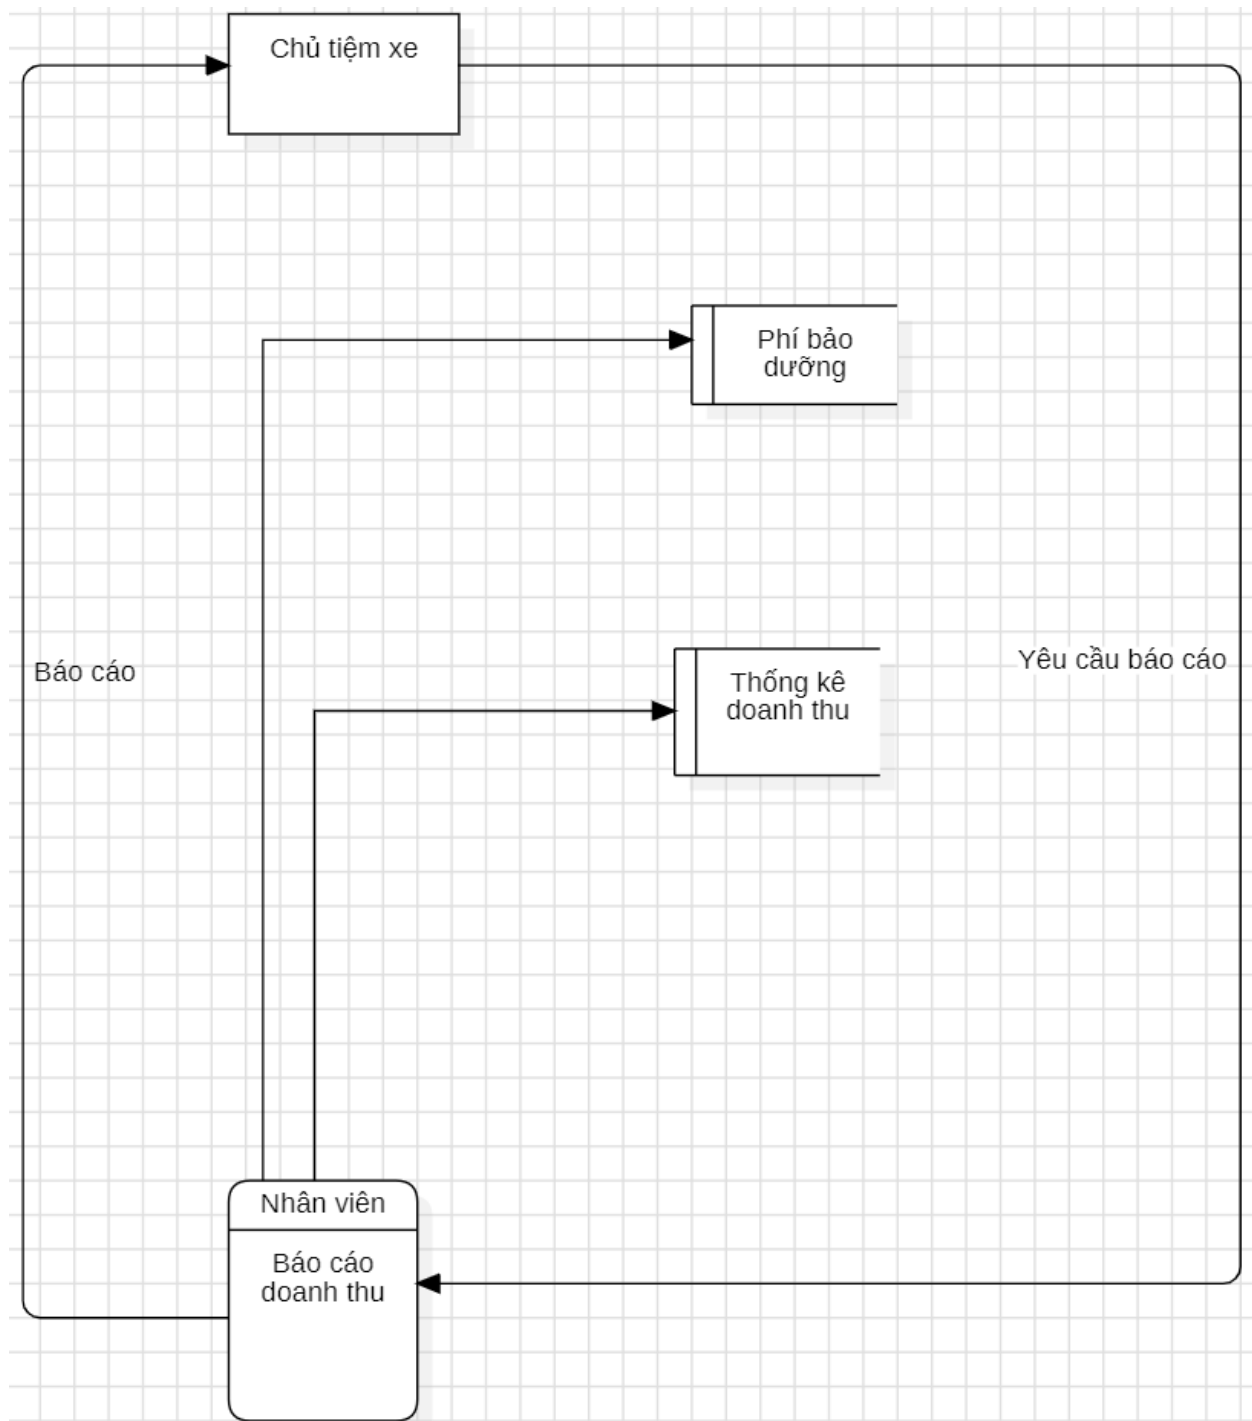 Chủ tiệm xe
Phí bảo
dưỡng
Báo cáo
Yêu cầu báo cáo
Thống kê
doanh thu
Nhân viên
Báo cáo
doanh thu